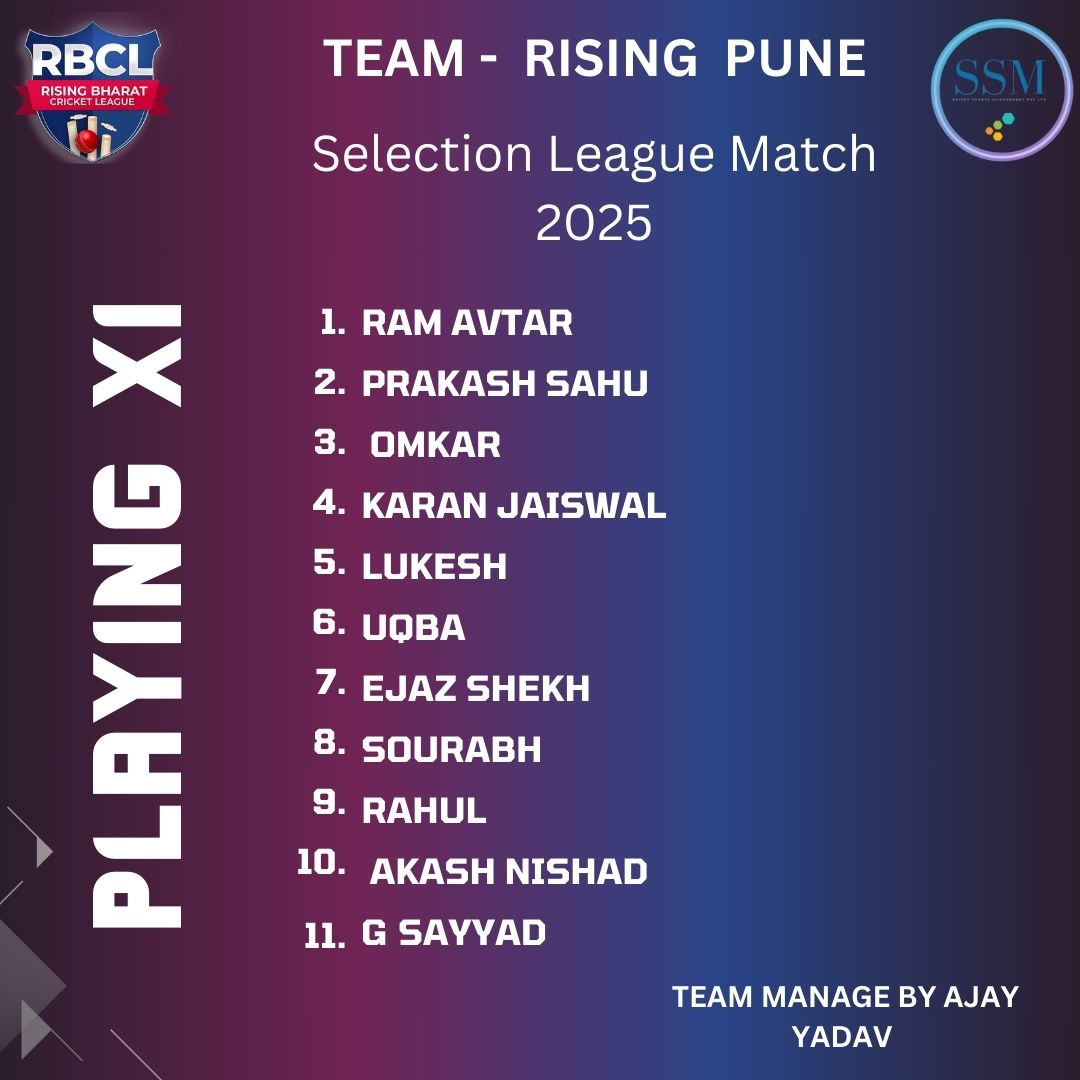 RBCL
RISING BHARAT
CRICKET LEAGUE
TEAM - RISING PUNE
SSM
Selection League Match
2025
PLAYING XI
1. RAM AVTAR
2. PRAKASH SAHU
3. OMKAR
4. KARAN JAISWAL
5. LUKESH
6. UQBA
7. EJAZ SHEKH
8. SOURABH
9. RAHUL
10. AKASH NISHAD
11. G SAYYAD
TEAM MANAGE BY AJAY
YADAV